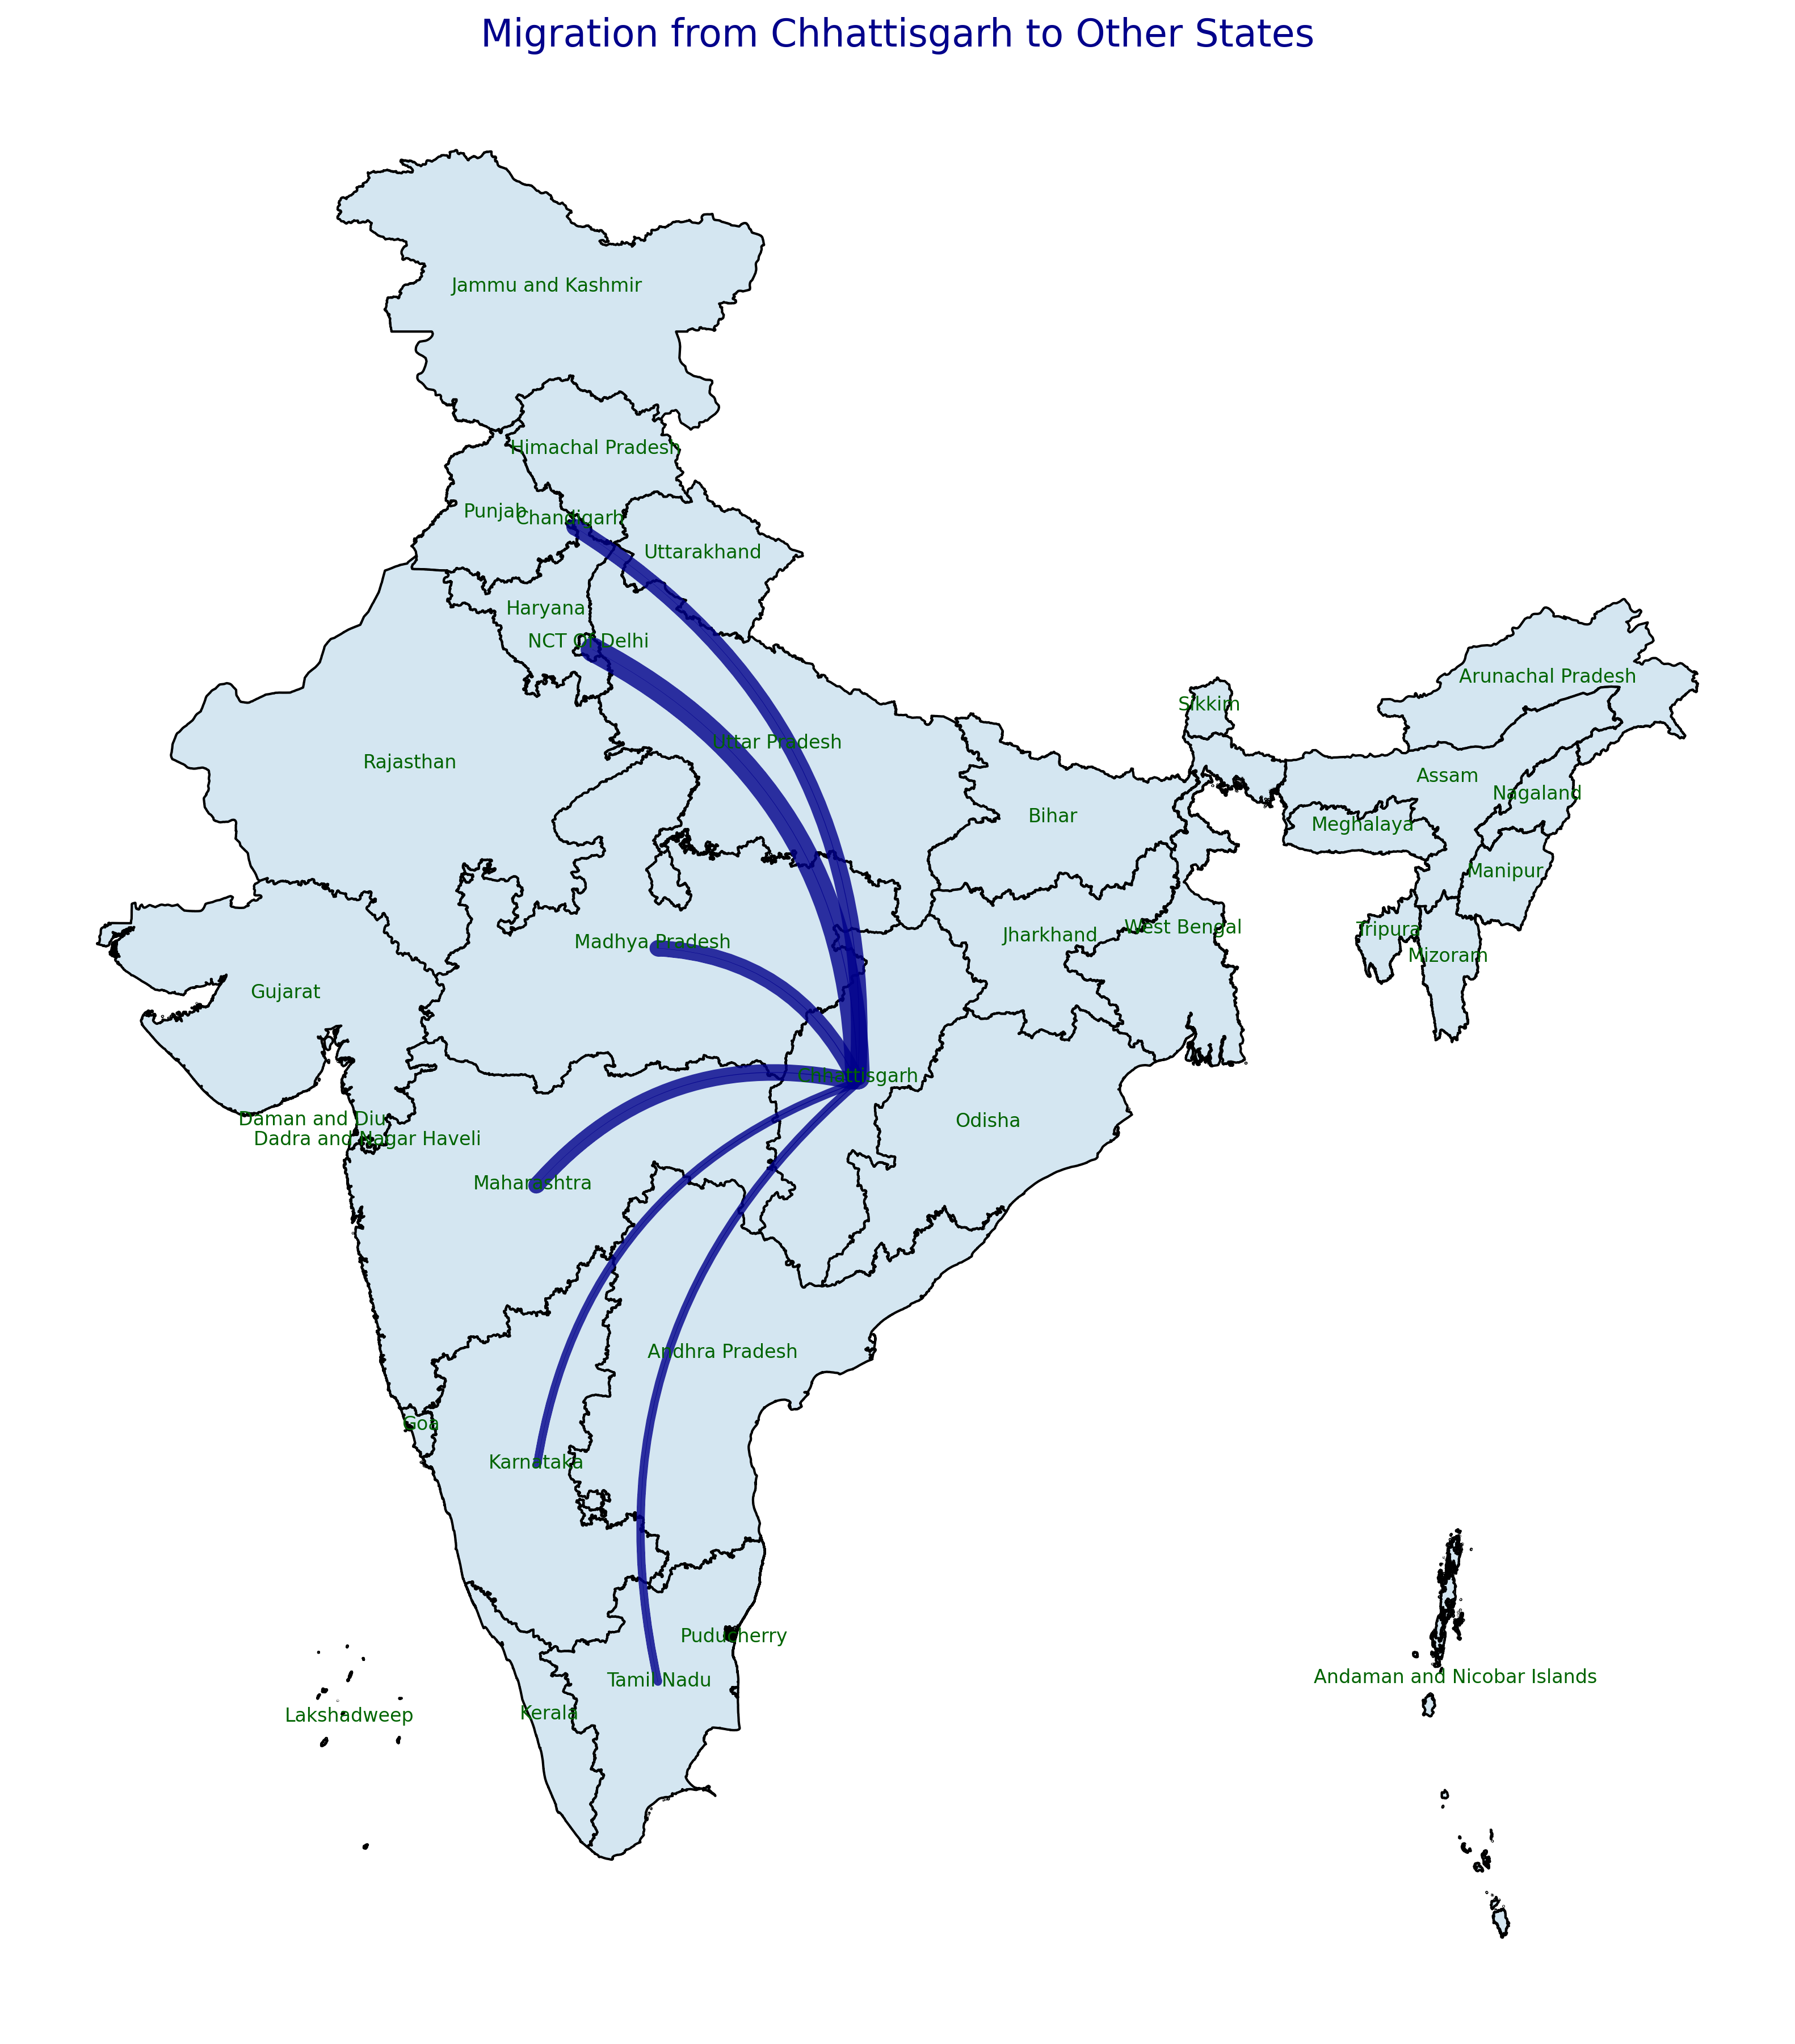 Migration from Chhattisgarh to Other States
Jammu and Kashmir
Himachal Pradesh
Punjab
Chandigarh
Uttarakhand
Haryana
NCT Of Delhi
Arunachal Pradesh
Sikkim
Uttar Pradesh
Rajasthan
Assam
Nagaland
Bihar
Meghalaya
Manipur
West Bengal
Tripura
Jharkhand
Madhya Pradesh
Mizoram
Gujarat
Chhattisgarh
Daman and Diu
Odisha
Dadra and Nagar Haveli
Maharashtra
Andhra Pradesh
Goa
Karnataka
Puducherry
Andaman and Nicobar Islands
Tamil Nadu
Kerala
Lakshadweep